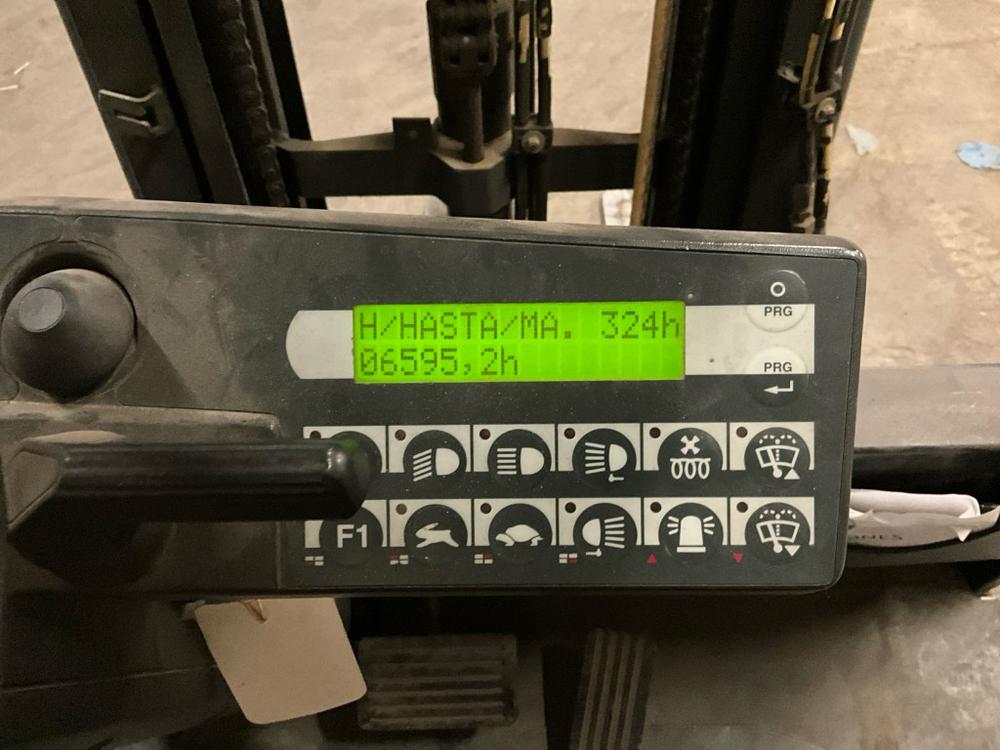 H/HASTA/MA. 324h
06595,2h
PRG
PRG
F1